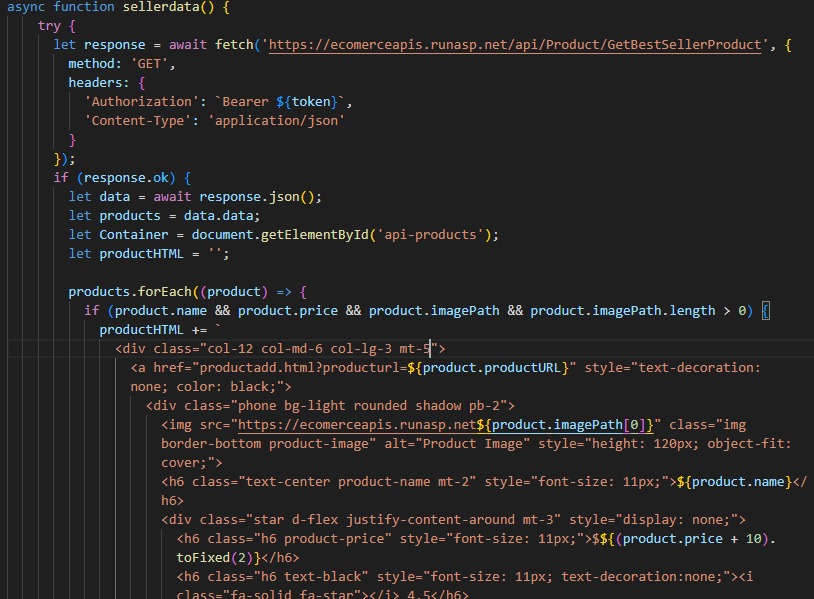 async function sellerdata() {
try {
let response = await fetch('https://ecomerceapis.runasp.net/api/Product/GetBestSellerProduct', {
method: 'GET',
headers: {
'Authorization': `Bearer ${token}`,
'Content-Type': 'application/json'
}
});
if (response.ok) {
let data = await response.json();
let products = data.data;
let Container = document.getElementById('api-products');
let productHTML = '';
products.forEach((product) => {
if (product.name && product.price && product.imagePath && product.imagePath.length > 0) {
productHTML += `
<div class="col-12 col-md-6 col-lg-3 mt-5">
<a href="productadd.html?producturl=${product.productURL}" style="text-decoration:
none; color: black;">
<div class="phone bg-light rounded shadow pb-2">
<img src="https://ecomerceapis.runasp.net${product.imagePath[0]}" class="img
border-bottom product-image" alt="Product Image" style="height: 120px; object-fit:
cover;">
<h6 class="text-center product-name mt-2" style="font-size: 11px;">${product.name}</
h6>
<div class="star d-flex justify-content-around mt-3" style="display: none;">
<h6 class="h6 product-price" style="font-size: 11px;">$${(product.price + 10).
toFixed(2)}</h6>
<h6 class="h6 text-black" style="font-size: 11px; text-decoration:none;"><i
class="fa-solid fa-star"></i> 4.5</h6>